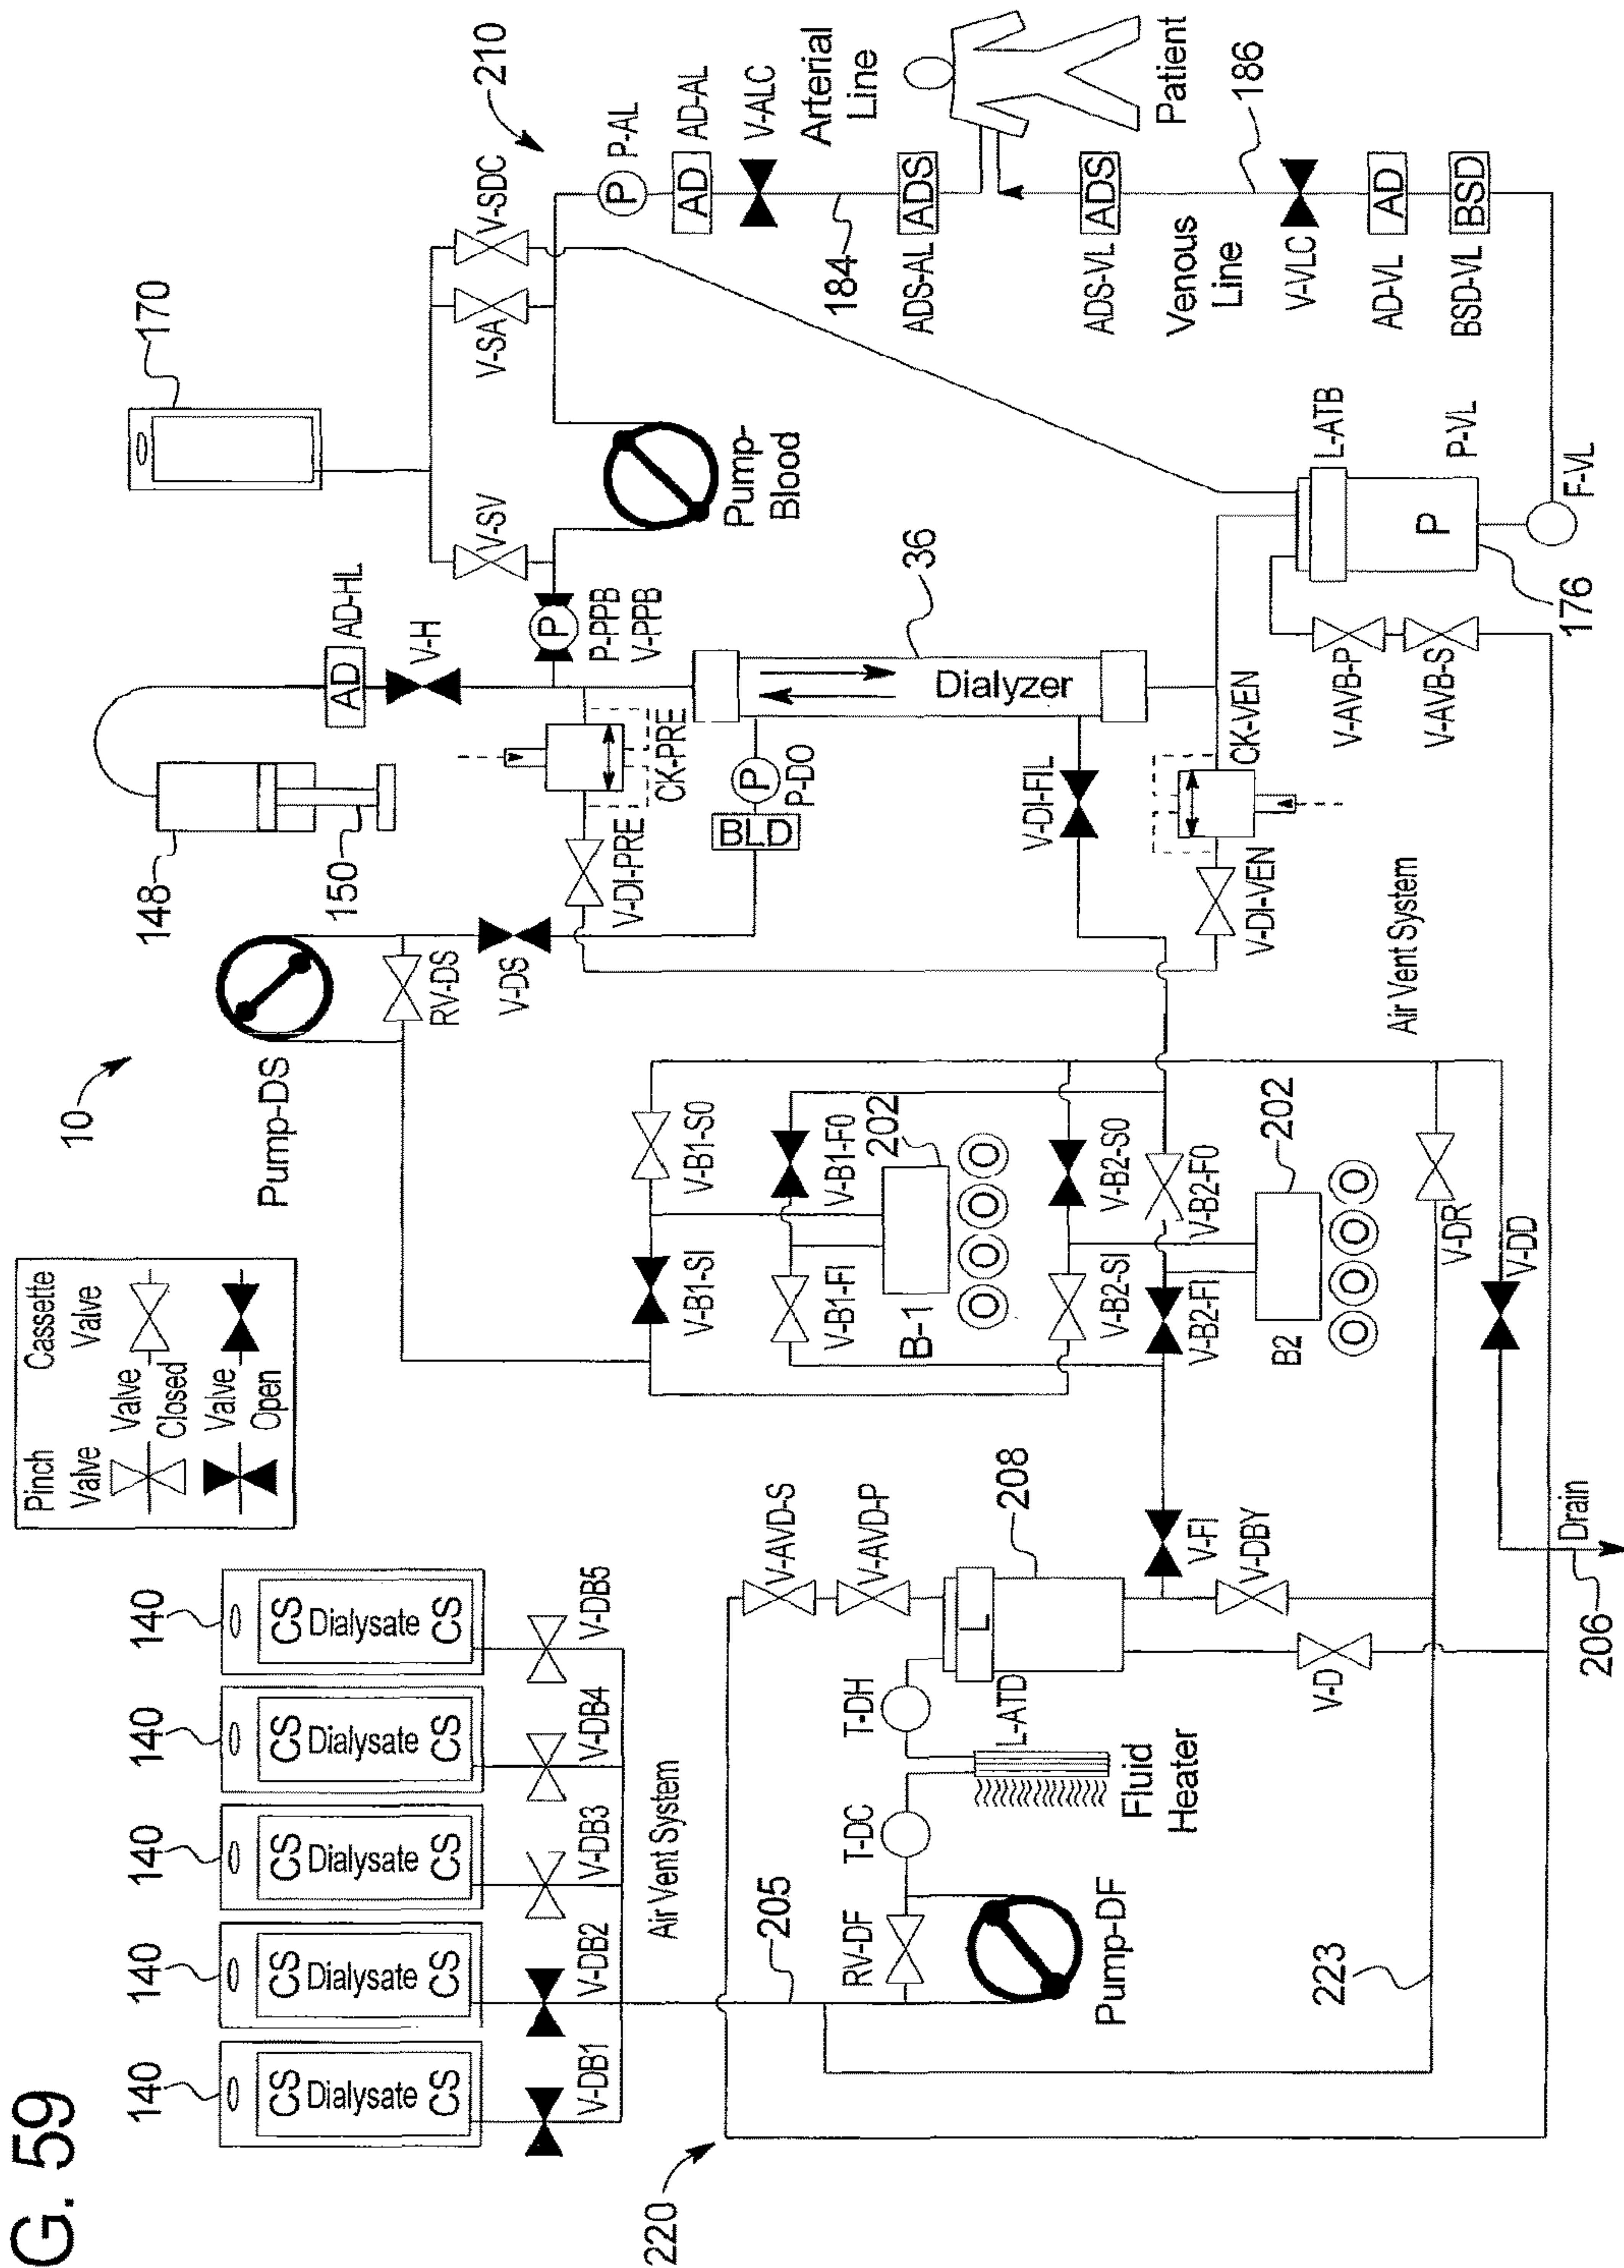 G. 59
10
Pinch Valve
Cassette Valve
Valve Closed
Valve Open
140
140
140
140
140
CS Dialysate CS
CS Dialysate CS
CS Dialysate CS
CS Dialysate CS
CS Dialysate CS
V-DB1
V-DB2
V-DB3
V-DB4
V-DB5
Air Vent System
220
205
RV-DF
Pump-DF
T-DC
T-DH
Fluid
Heater
L-ATD
L
208
V-AVD-S
V-AVD-P
V-FI
V-DBY
V-D
223
206
Drain
Pump-DS
RV-DS
V-DS
V-B1-SI
V-B1-S0
V-B1-FI
V-B1-F0
B-1
202
O O O O
V-B2-SI
V-B2-S0
V-B2-FI
V-B2-F0
B2
202
O O O O
V-DR
V-DD
Air Vent System
148
150
AD
AD-HL
V-H
CK-PRE
V-DI-PRE
BLD
P
P-DO
V-DI-FIL
V-DI-VEN
CK-VEN
Dialyzer
36
P
P-PPB
V-PPB
170
V-SV
V-SA
V-SDC
Pump-
Blood
210
P
P-AL
AD
AD-AL
V-ALC
Arterial
Line
184
ADS
ADS-AL
Patient
ADS
ADS-VL
186
Venous
Line
V-VLC
AD
AD-VL
BSD
BSD-VL
L-ATB
P
P-VL
F-VL
176
V-AVB-P
V-AVB-S